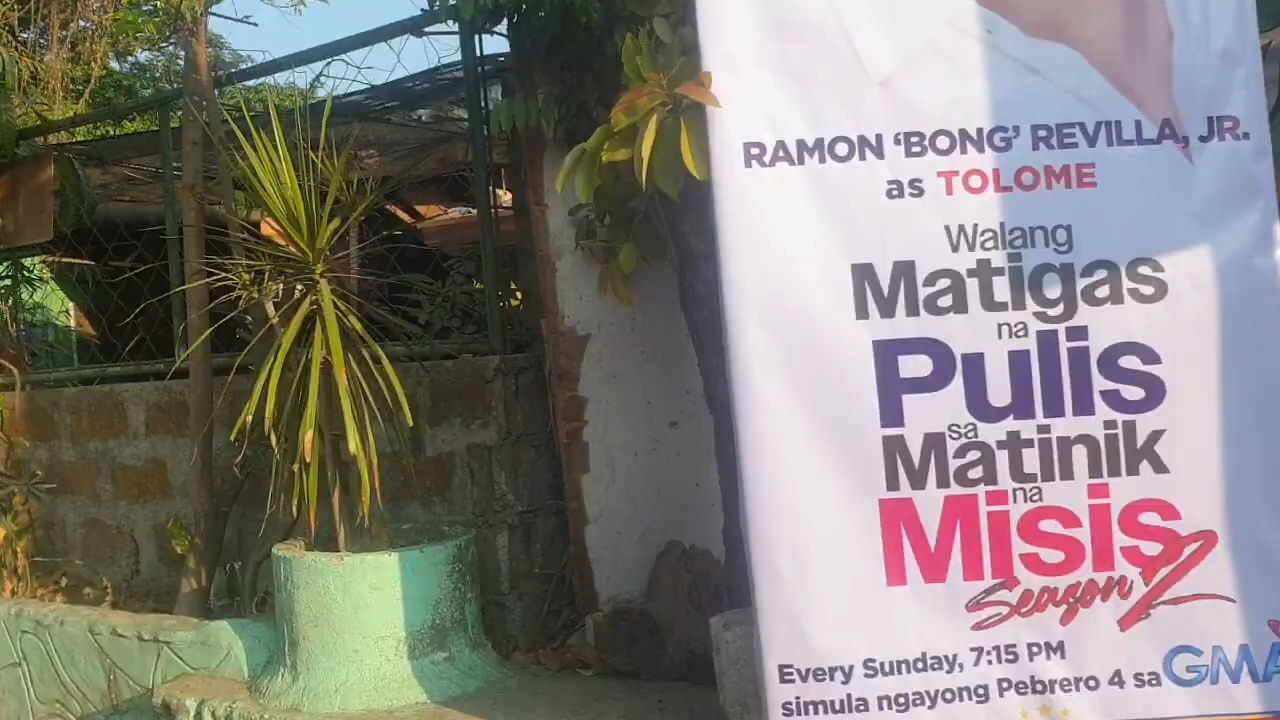 RAMON ‘BONG’ REVILLA, JR.
as TOLOME
Walang
Matigas
na
Pulis
sa
Matinik
na
Misis
Season 2
Every Sunday, 7:15 PM
simula ngayong Pebrero 4 sa GMA